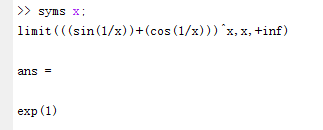 >> syms x;
limit(((sin(1/x))+(cos(1/x)))^x,x,+inf)
ans =
exp(1)